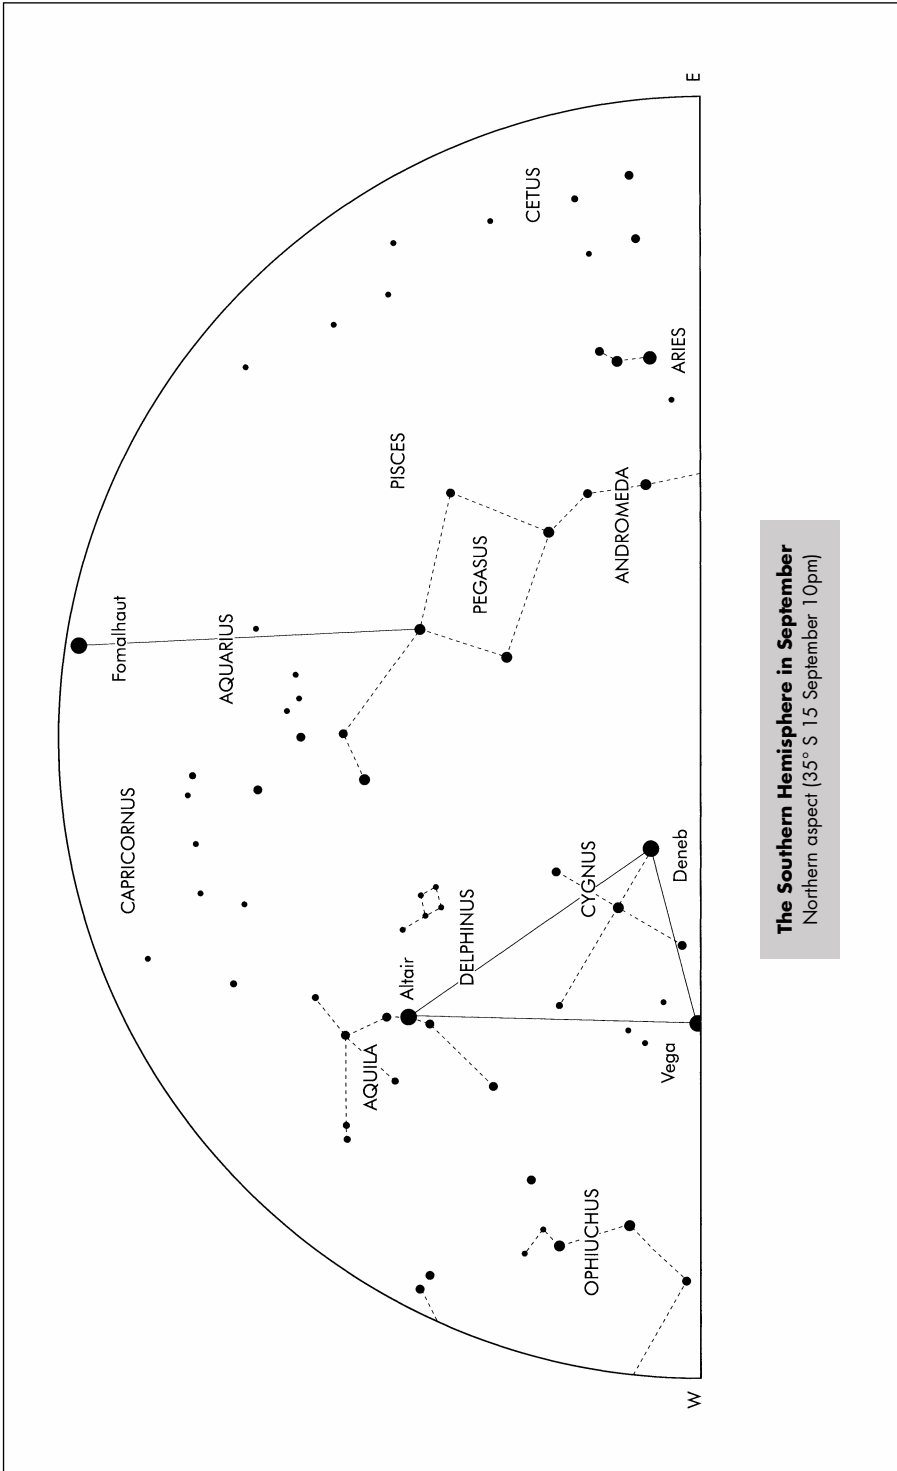 Fomalhaut
CAPRICORNUS
AQUARIUS
PISCES
CETUS
Altair
DELPHINUS
PEGASUS
AQUILA
CYGNUS
ANDROMEDA
ARIES
OPHIUCHUS
Vega
Deneb
W
E
The Southern Hemisphere in September
Northern aspect (35° S 15 September 10pm)